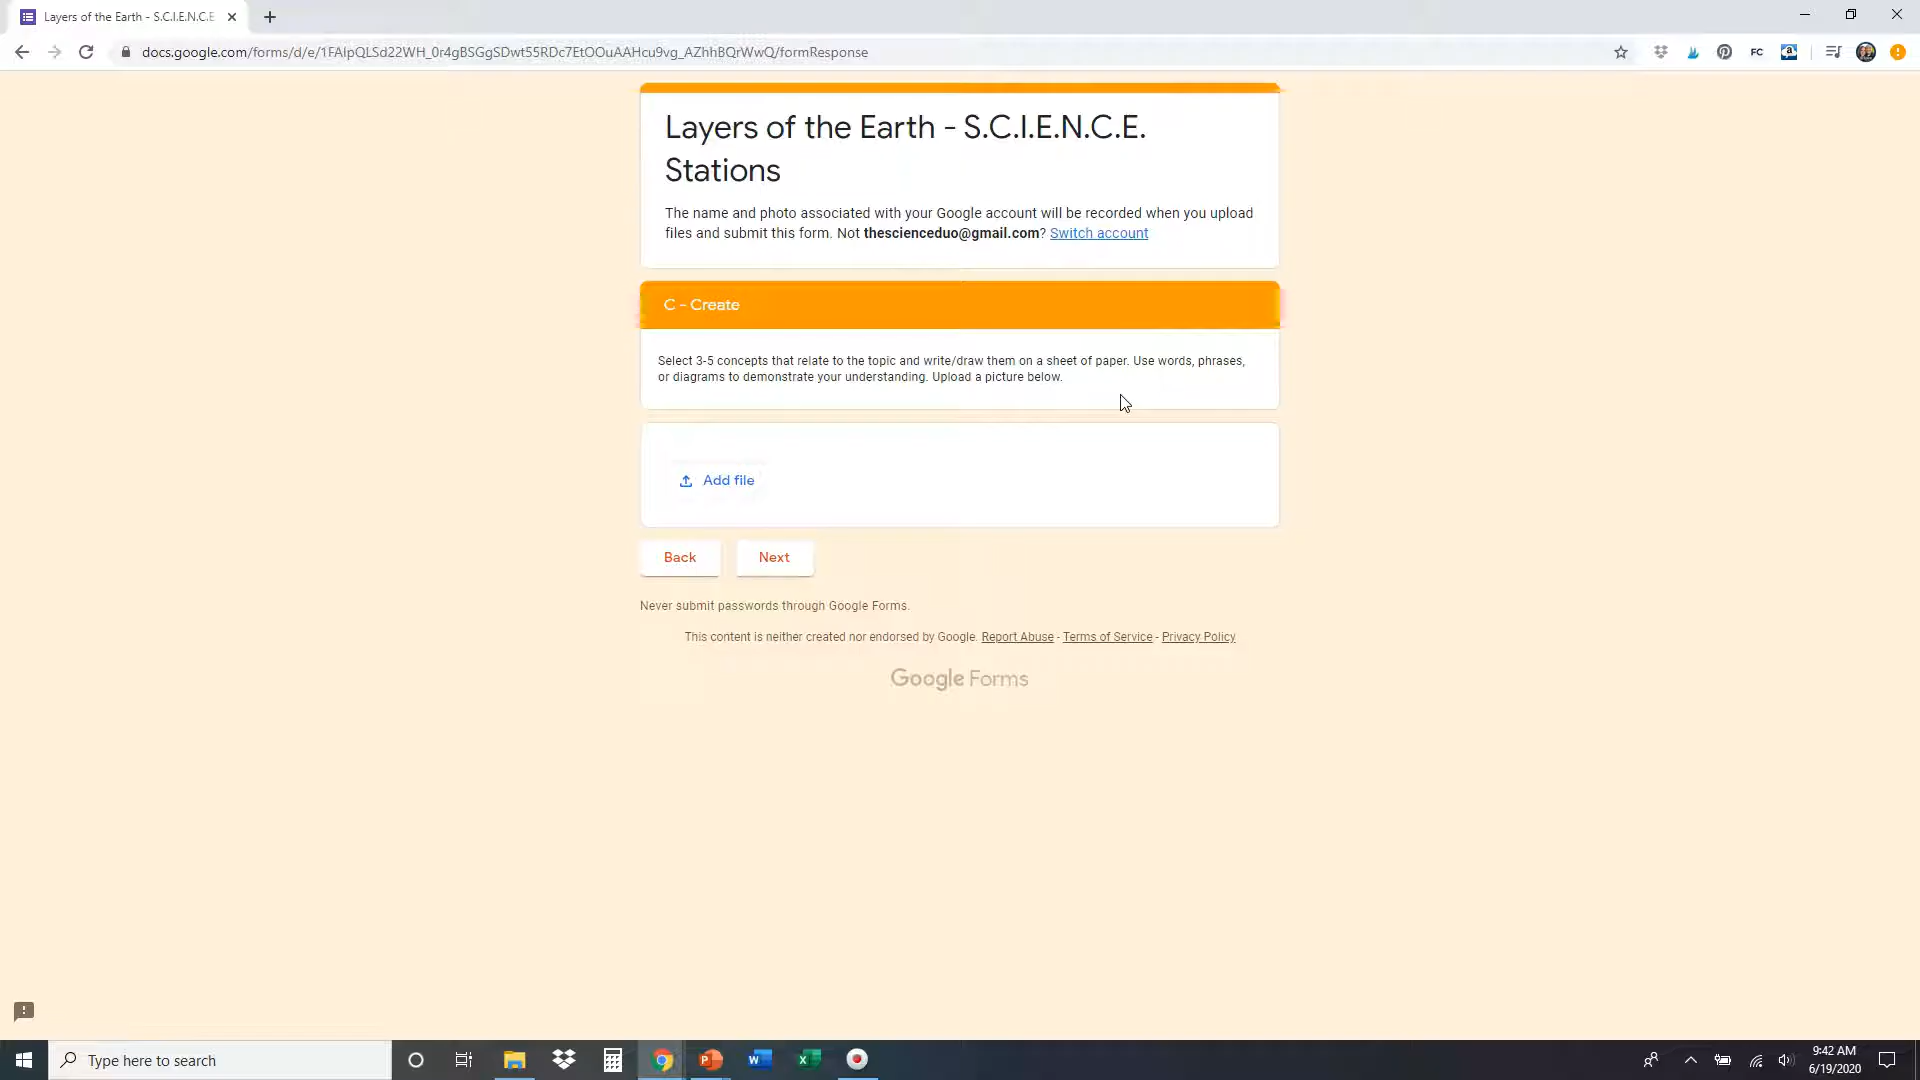 Layers of the Earth - S.C.I.E.N.C.E
docs.google.com/forms/d/e/1FAIpQLSd22WH_0r4gBSGgSDwt55RDc7EtOOuAAHcu9vg_AZhhBQrWwQ/formResponse
FC
a
Layers of the Earth - S.C.I.E.N.C.E.
Stations
The name and photo associated with your Google account will be recorded when you upload
files and submit this form. Not thescienceduo@gmail.com? Switch account
C - Create
Select 3-5 concepts that relate to the topic and write/draw them on a sheet of paper. Use words, phrases,
or diagrams to demonstrate your understanding. Upload a picture below.
Add file
Back
Next
Never submit passwords through Google Forms.
This content is neither created nor endorsed by Google. Report Abuse - Terms of Service - Privacy Policy
Google Forms
Type here to search
P
W
X
9:42 AM
6/19/2020